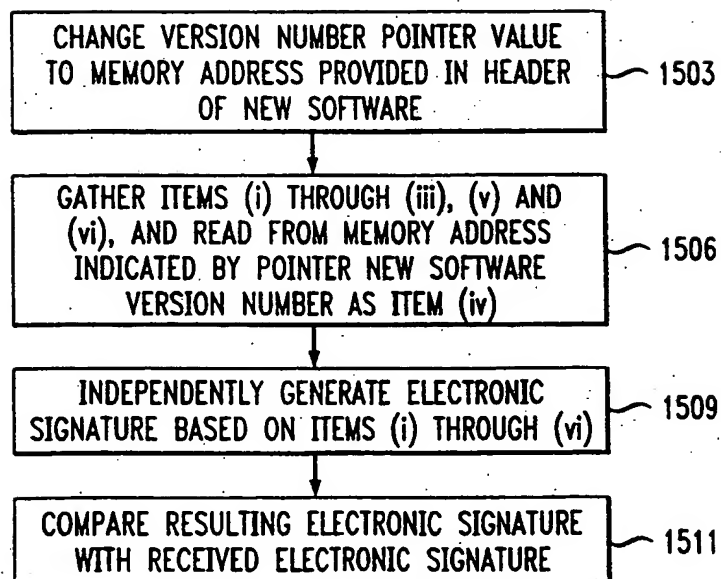 CHANGE VERSION NUMBER POINTER VALUE
TO MEMORY ADDRESS PROVIDED IN HEADER
OF NEW SOFTWARE
1503
GATHER ITEMS (i) THROUGH (iii), (v) AND
(vi), AND READ FROM MEMORY ADDRESS
INDICATED BY POINTER NEW SOFTWARE
VERSION NUMBER AS ITEM (iv)
1506
INDEPENDENTLY GENERATE ELECTRONIC
SIGNATURE BASED ON ITEMS (i) THROUGH (vi)
1509
COMPARE RESULTING ELECTRONIC SIGNATURE
WITH RECEIVED ELECTRONIC SIGNATURE
1511